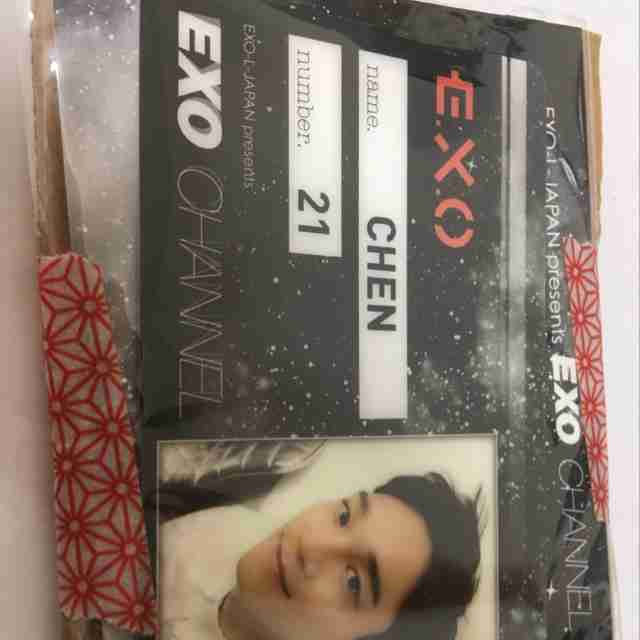 EXO-L-JAPAN presents EXO CHANNEL
EXO
name. CHEN
number. 21
EXO-L-JAPAN presents
EXO CHANNEL